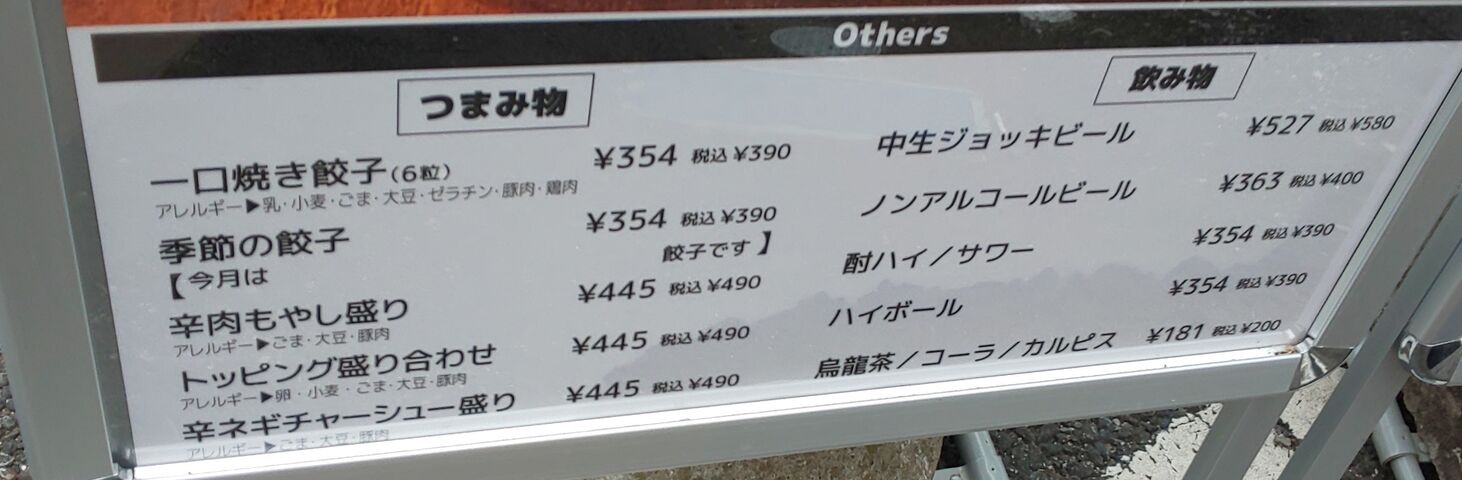 Others
つまみ物
一口焼き餃子(6粒) ¥354 税込¥390
アレルギー▶乳・小麦・ごま・大豆・ゼラチン・豚肉・鶏肉
季節の餃子 ¥354 税込¥390
【今月は 餃子です】
辛肉もやし盛り ¥445 税込¥490
アレルギー▶ごま・大豆・豚肉
トッピング盛り合わせ ¥445 税込¥490
アレルギー▶卵・小麦・ごま・大豆・豚肉
辛ネギチャーシュー盛り ¥445 税込¥490
アレルギー▶ごま・大豆・豚肉
飲み物
中生ジョッキビール ¥527 税込¥580
ノンアルコールビール ¥363 税込¥400
酎ハイ／サワー ¥354 税込¥390
ハイボール ¥354 税込¥390
烏龍茶／コーラ／カルピス ¥181 税込¥200